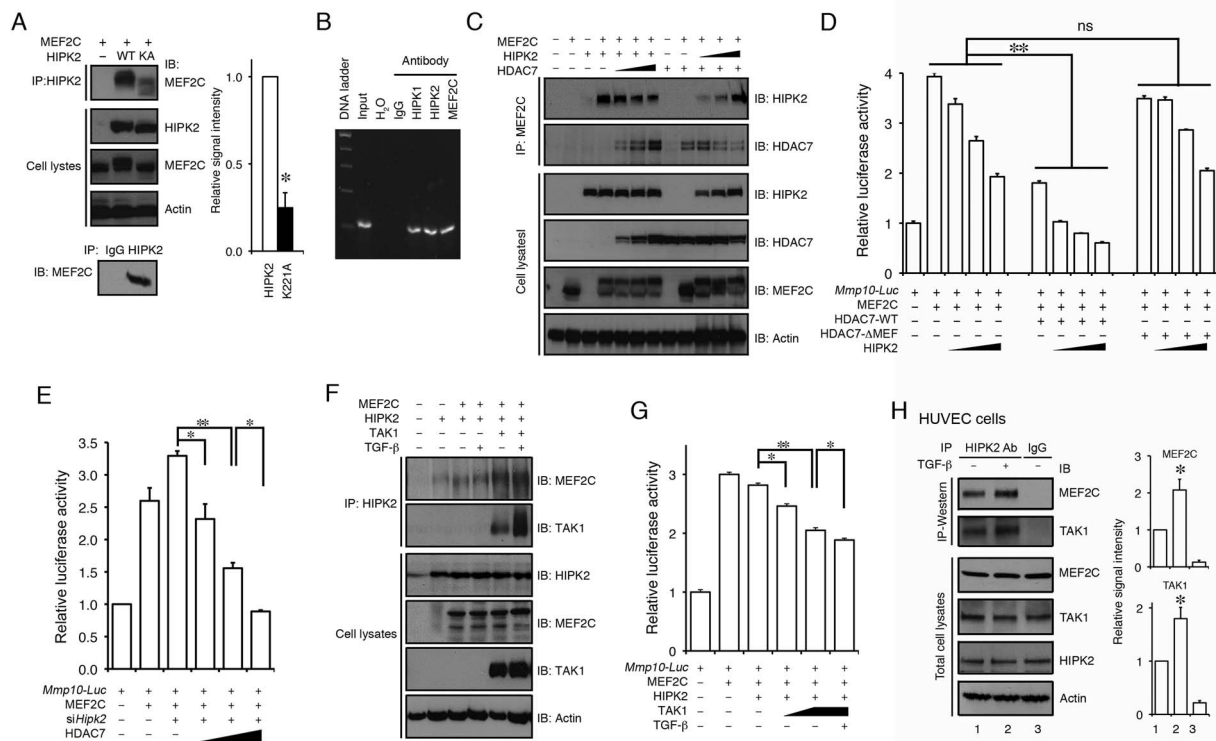 A
MEF2C + + +
HIPK2 – WT KA
IB:
IP:HIPK2
MEF2C
HIPK2
Cell lystes
MEF2C
Actin
IP: IgG HIPK2
IB: MEF2C
Relative signal intensity
1.0
0.5
0.0
*
HIPK2
K221A
B
Antibody
DNA ladder
Input
H2O
IgG
HIPK1
HIPK2
MEF2C
C
MEF2C
HIPK2
HDAC7
IP: MEF2C
IB: HIPK2
IB: HDAC7
Cell lysatesl
IB: HIPK2
IB: HDAC7
IB: MEF2C
IB: Actin
D
ns
**
Relative luciferase activity
5
4
3
2
1
0
Mmp10-Luc + + + + + + + + + + + + +
MEF2C
HDAC7-WT
HDAC7-ΔMEF
HIPK2
E
Relative luciferase activity
3.5
3.0
2.5
2.0
1.5
1.0
0.5
0.0
**
*
*
Mmp10-Luc + + + + + +
MEF2C – + + + + +
siHipk2 – – + + + +
HDAC7 – – –
F
MEF2C – – + + + +
HIPK2 – + + + + +
TAK1 – – – – + +
TGF-β – – – + – +
IP: HIPK2
IB: MEF2C
IB: TAK1
IB: HIPK2
Cell lysates
IB: MEF2C
IB: TAK1
IB: Actin
G
Relative luciferase activity
4
3
2
1
0
**
*
*
Mmp10-Luc + + + + + +
MEF2C – + + + + +
HIPK2 – – + + + +
TAK1 – – –
TGF-β – – – – – +
H HUVEC cells
IP HIPK2 Ab IgG
TGF-β – + –
IB
IP-Western
MEF2C
TAK1
Total cell lysates
MEF2C
TAK1
HIPK2
Actin
1 2 3
Relative signal intensity
MEF2C
*
2
1
0
TAK1
*
2
1
0
1 2 3